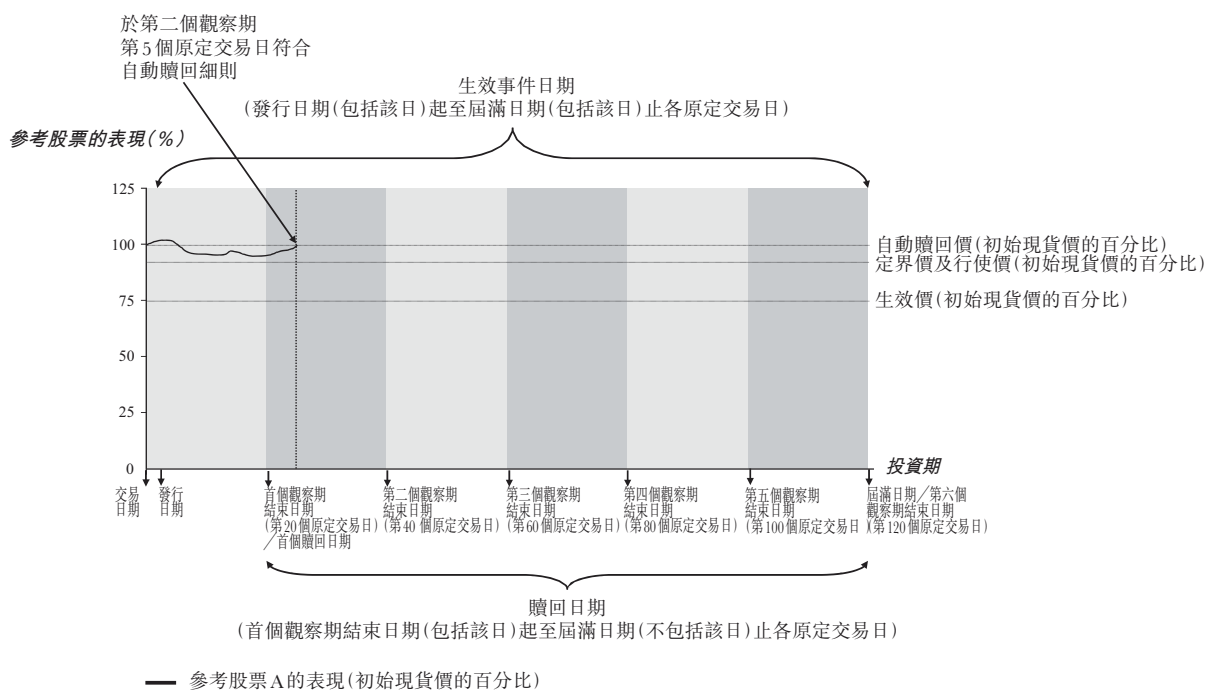 於第二個觀察期
第5個原定交易日符合
自動贖回細則
生效事件日期
(發行日期(包括該日)起至屆滿日期(包括該日)止各原定交易日)
參考股票的表現(%)
125
100
75
50
25
0
自動贖回價(初始現貨價的百分比)
定界價及行使價(初始現貨價的百分比)
生效價(初始現貨價的百分比)
投資期
交易
日期
發行
日期
首個觀察期
結束日期
(第20個原定交易日)
╱首個贖回日期
第二個觀察期
結束日期
(第40 個原定交易日)
第三個觀察期
結束日期
(第60個原定交易日)
第四個觀察期
結束日期
(第80個原定交易日)
第五個觀察期
結束日期
(第100個原定交易日)
屆滿日期╱第六個
觀察期結束日期
(第120個原定交易日)
贖回日期
(首個觀察期結束日期(包括該日)起至屆滿日期(不包括該日)止各原定交易日)
參考股票A的表現(初始現貨價的百分比)